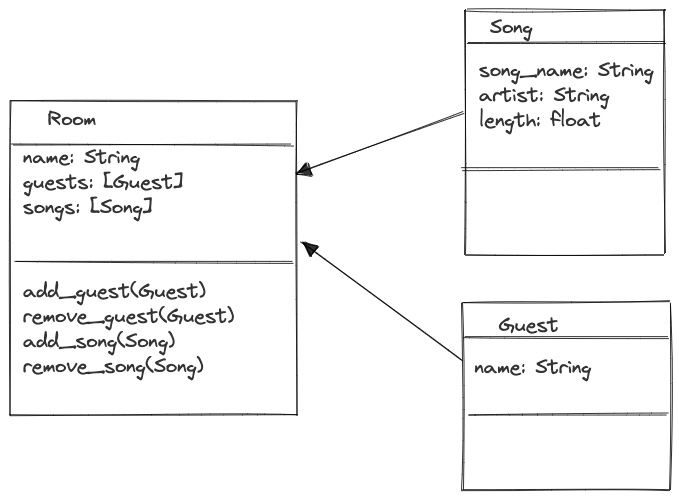 Room
name: String
guests: [Guest]
songs: [Song]
add_guest(Guest)
remove_guest(Guest)
add_song(Song)
remove_song(Song)
Song
song_name: String
artist: String
length: float
Guest
name: String